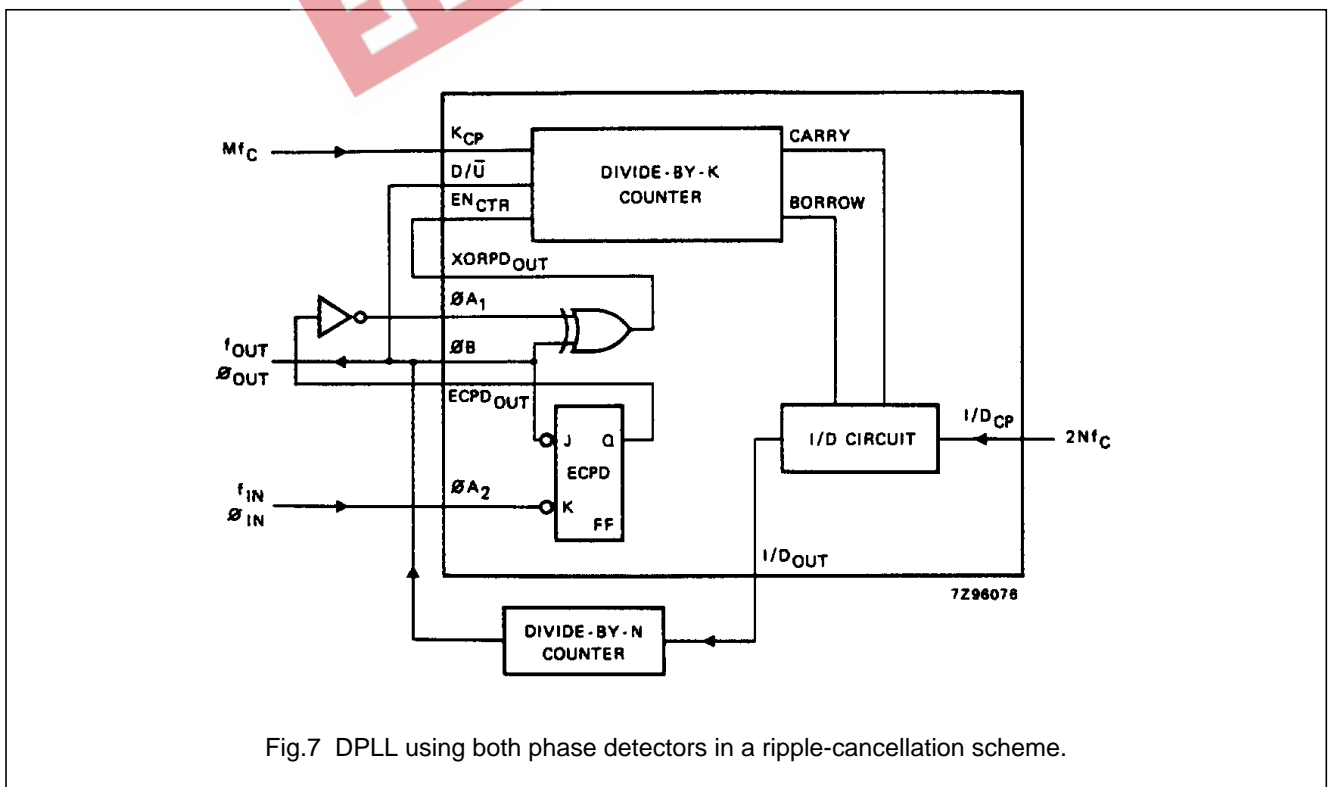 Mf_C
K_CP
D/Ū
EN_CTR
DIVIDE-BY-K
COUNTER
CARRY
BORROW
XORPD_OUT
ØA_1
f_OUT
Ø_OUT
ØB
ECPD_OUT
J Q
ECPD
K
FF
f_IN
Ø_IN
ØA_2
I/D CIRCUIT
I/D_CP
2Nf_C
I/D_OUT
7Z96076
DIVIDE-BY-N
COUNTER
Fig.7 DPLL using both phase detectors in a ripple-cancellation scheme.